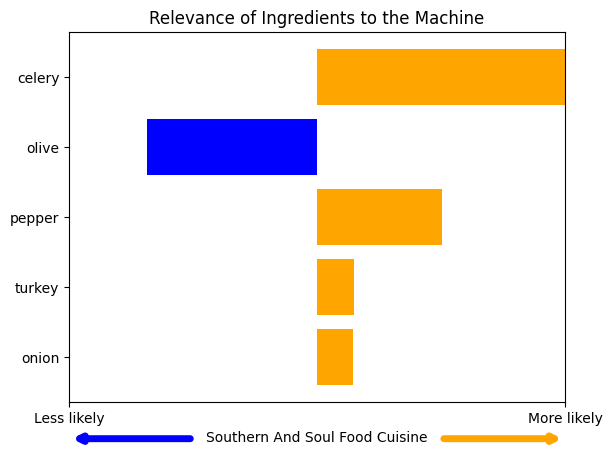 Relevance of Ingredients to the Machine
celery
olive
pepper
turkey
onion
Less likely
More likely
Southern And Soul Food Cuisine